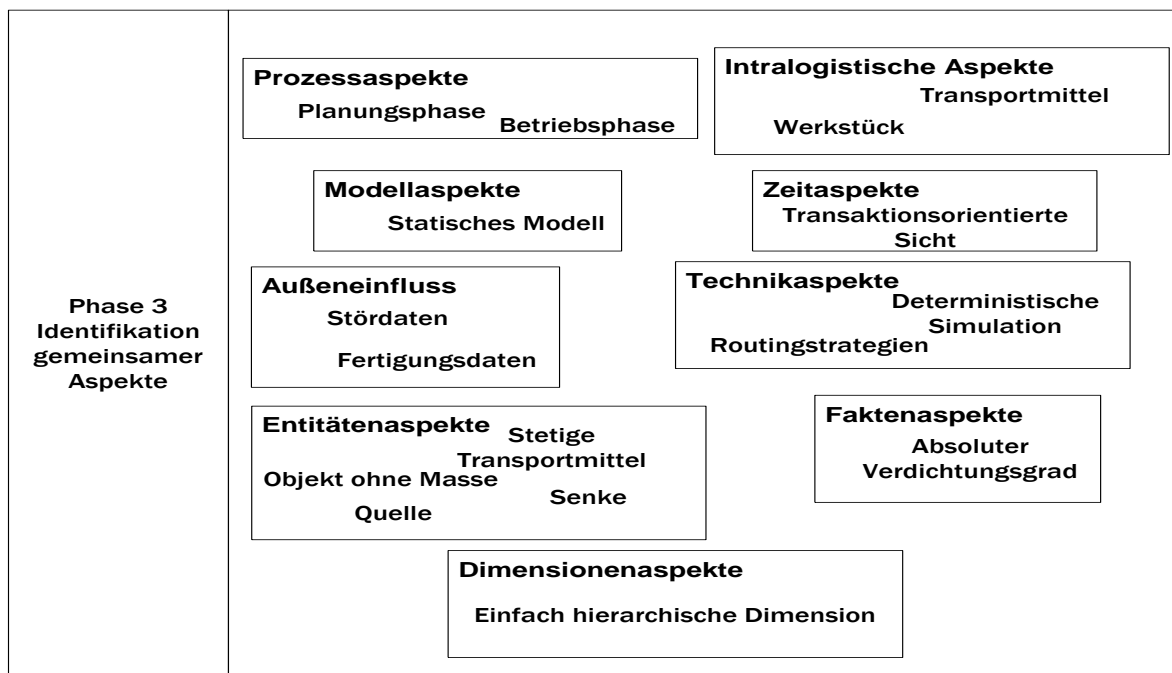 Phase 3
Identifikation
gemeinsamer
Aspekte
Prozessaspekte
Planungsphase
Betriebsphase
Intralogistische Aspekte
Transportmittel
Werkstück
Modellaspekte
Statisches Modell
Zeitaspekte
Transaktionsorientierte
Sicht
Außeneinfluss
Stördaten
Fertigungsdaten
Technikaspekte
Deterministische
Simulation
Routingstrategien
Entitätenaspekte
Stetige
Transportmittel
Objekt ohne Masse
Senke
Quelle
Faktenaspekte
Absoluter
Verdichtungsgrad
Dimensionenaspekte
Einfach hierarchische Dimension